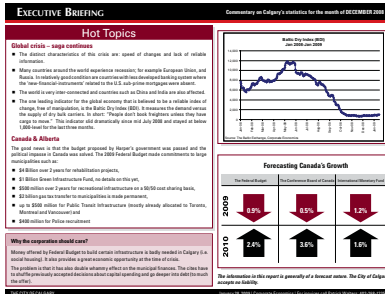 EXECUTIVE BRIEFING
Commentary on Calgary's statistics for the month of DECEMBER 2008
Hot Topics
Global crisis – saga continues
The distinctive characteristics of this crisis are: speed of changes and lack of reliable
information.
Many countries around the world experience recession; for example European Union, and
Russia. In relatively good condition are countries with less developed banking system where
the 'new-financial-instruments' related to the U.S. sub-prime mortgages were absent.
The world is very inter-connected and countries such as China and India are also affected.
The one leading indicator for the global economy that is believed to be a reliable index of
change, free of manipulation, is the Baltic Dry Index (BDI). It measures the demand versus
the supply of dry bulk carriers. In short: "People don't book freighters unless they have
cargo to move." This indicator fell dramatically since mid July 2008 and stayed at below
1,000-level for the last three months.
Canada & Alberta
The good news is that the budget proposed by Harper's government was passed and the
political impasse in Canada was solved. The 2009 Federal Budget made commitments to large
municipalities such as:
$4 Billion over 2 years for rehabilitation projects,
$1 Billion Green Infrastructure Fund, no details on this yet,
$500 million over 2 years for recreational infrastructure on a 50/50 cost sharing basis,
$2 billion gas tax transfer to municipalities is made permanent,
up to $500 million for Public Transit Infrastructure (mostly already allocated to Toronto,
Montreal and Vancouver) and
$400 million for Police recruitment
Why the corporation should care?
Money offered by Federal Budget to build certain infrastructure is badly needed in Calgary (i.e.
social housing). It also provides a great economic opportunity at the time of crisis.
The problem is that it has also double whammy effect on the municipal finances. The cities have
to shuffle previously accepted decisions about capital spending and go deeper into debt (to match
the offer).
Baltic Dry Index (BDI)
Jan 2008-Jan 2009
Forecasting Canada's Growth
The Federal Budget
The Conference Board of Canada
International Monetary Fund
2009
0.9%
0.5%
1.2%
2010
2.4%
3.6%
1.6%
The information in this report is generally of a forecast nature. The City of Calgary
accepts no liability.
THE CITY OF CALGARY